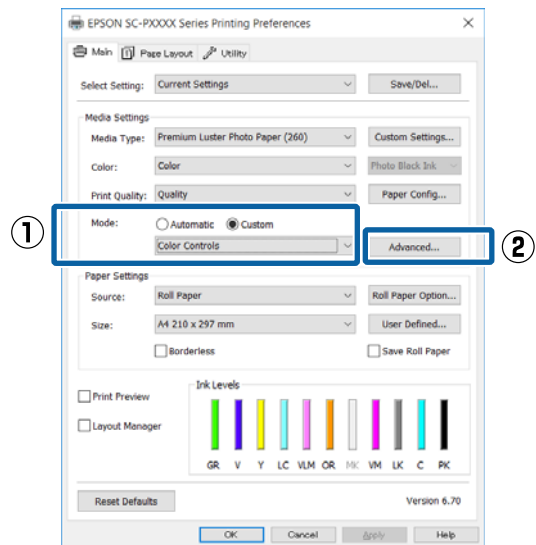 EPSON SC-PXXXX Series Printing Preferences
Main Page Layout Utility
Select Setting: Current Settings Save/Del...
Media Settings
Media Type: Premium Luster Photo Paper (260) Custom Settings...
Color: Color Photo Black Ink
Print Quality: Quality Paper Config...
① Mode: Automatic Custom
Color Controls Advanced... ②
Paper Settings
Source: Roll Paper Roll Paper Option...
Size: A4 210 x 297 mm User Defined...
Borderless Save Roll Paper
Ink Levels
Print Preview
Layout Manager
GR V Y LC VLM OR MK VM LK C PK
Reset Defaults Version 6.70
OK Cancel Apply Help